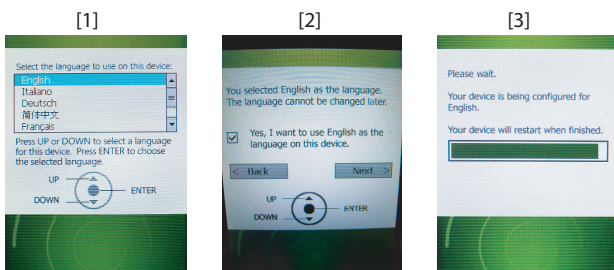 [1]
Select the language to use on this device:
English
Italiano
Deutsch
简体中文
Français
Press UP or DOWN to select a language
for this device. Press ENTER to choose
the selected language.
UP
ENTER
DOWN
[2]
You selected English as the language.
The language cannot be changed later.
Yes, I want to use English as the
language on this device.
< Back
Next >
UP
ENTER
DOWN
[3]
Please wait.
Your device is being configured for
English.
Your device will restart when finished.